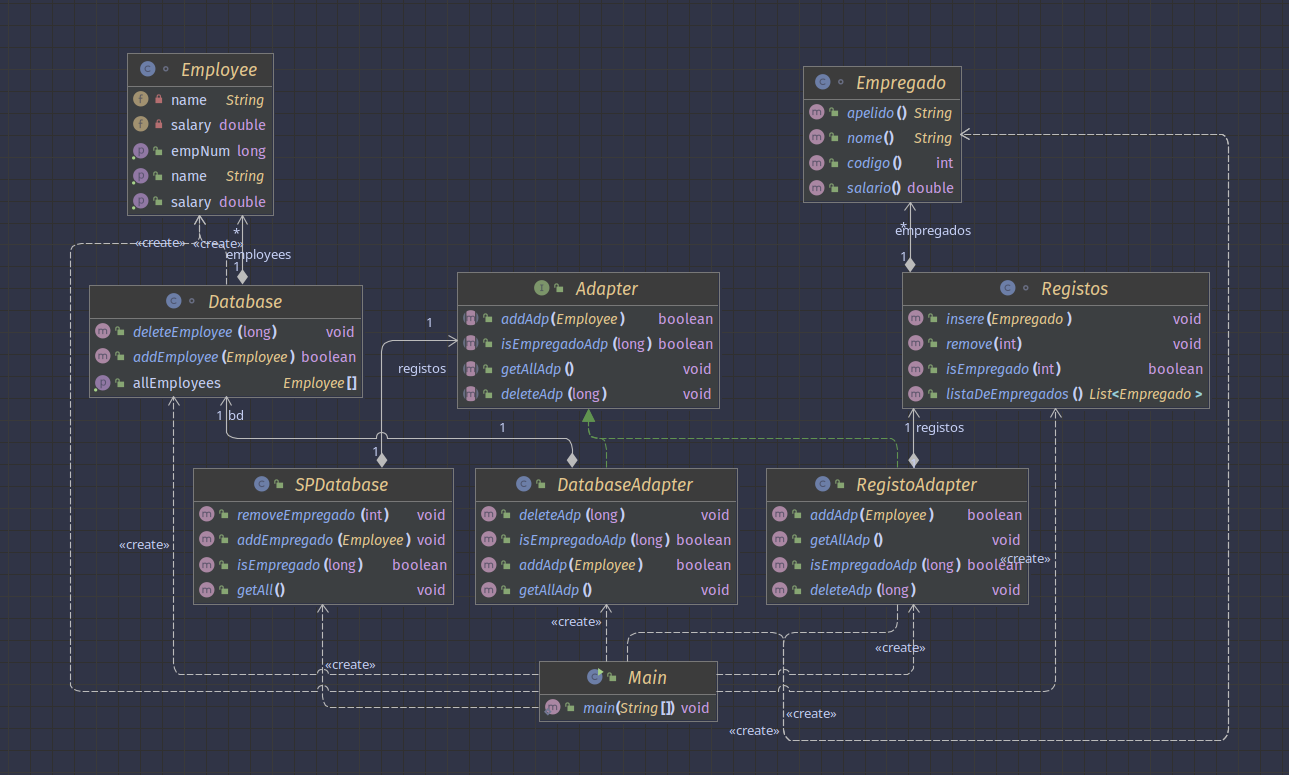 Employee
name String
salary double
empNum long
name String
salary double
Empregado
apelido() String
nome() String
codigo() int
salario() double
«create»
«create»
*
employees
1
*
empregados
1
Database
deleteEmployee(long) void
addEmployee(Employee) boolean
allEmployees Employee[]
Adapter
addAdp(Employee) boolean
isEmpregadoAdp(long) boolean
getAllAdp() void
deleteAdp(long) void
Registos
insere(Empregado) void
remove(int) void
isEmpregado(int) boolean
listaDeEmpregados() List<Empregado>
1
registos
1 bd
1
1
1 registos
SPDatabase
removeEmpregado(int) void
addEmpregado(Employee) void
isEmpregado(long) boolean
getAll() void
DatabaseAdapter
deleteAdp(long) void
isEmpregadoAdp(long) boolean
addAdp(Employee) boolean
getAllAdp() void
RegistoAdapter
addAdp(Employee) boolean
getAllAdp() void
isEmpregadoAdp(long) boolean
deleteAdp(long) void
«create»
«create»
«create»
«create»
«create»
Main
main(String[]) void
«create»
«create»